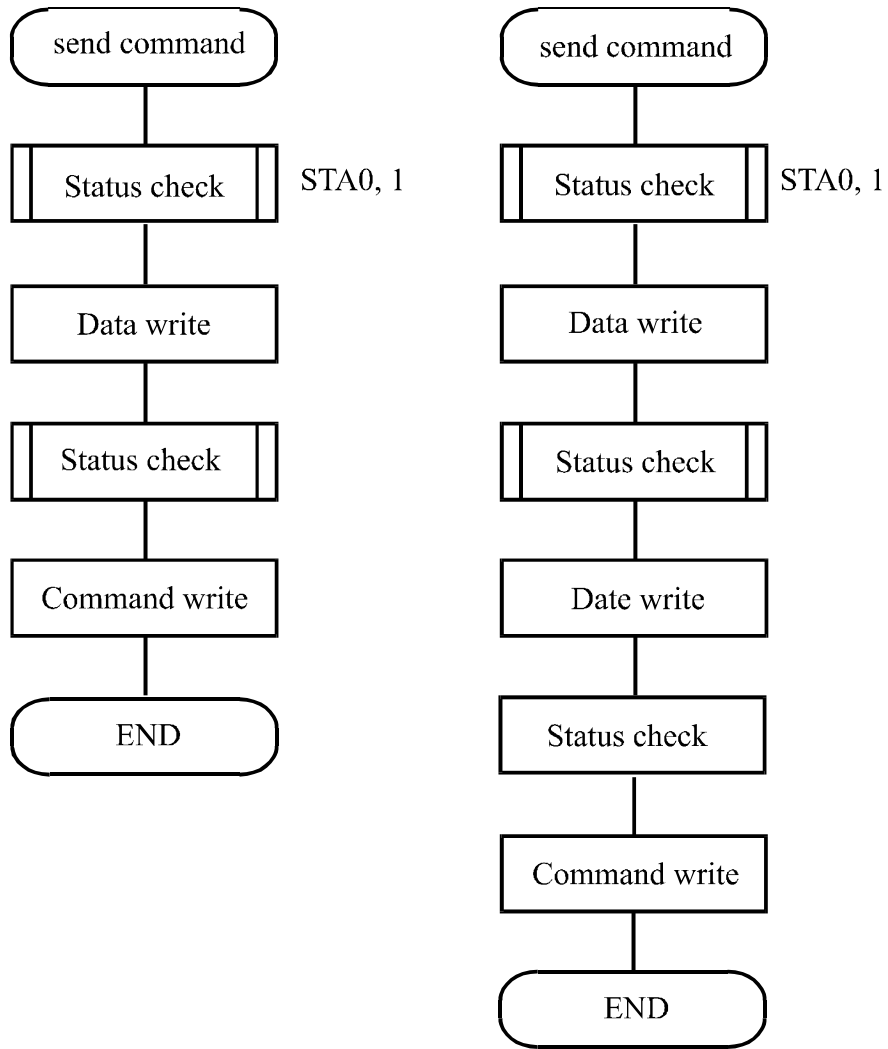 send command
Status check
STA0, 1
Data write
Status check
Command write
END
send command
Status check
STA0, 1
Data write
Status check
Date write
Status check
Command write
END